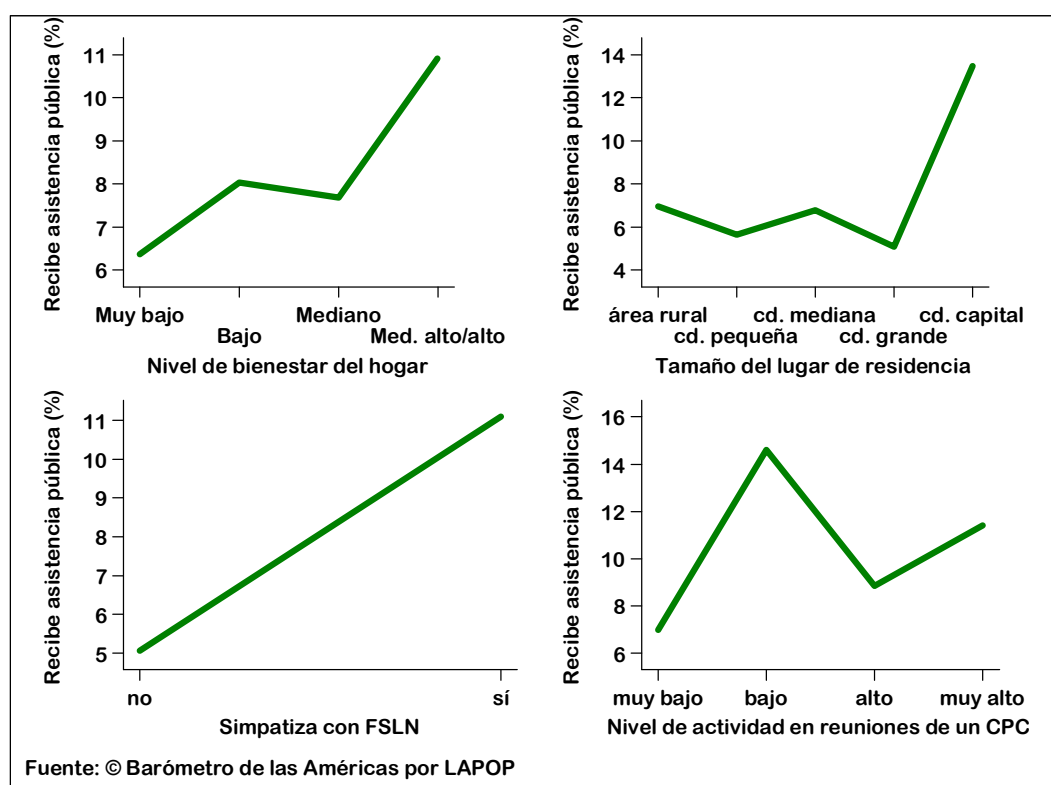 Recibe asistencia pública (%)
11
10
9
8
7
6
Muy bajo
Bajo
Mediano
Med. alto/alto
Nivel de bienestar del hogar
Recibe asistencia pública (%)
14
12
10
8
6
4
área rural
cd. pequeña
cd. mediana
cd. grande
cd. capital
Tamaño del lugar de residencia
Recibe asistencia pública (%)
11
10
9
8
7
6
5
no
sí
Simpatiza con FSLN
Recibe asistencia pública (%)
16
14
12
10
8
6
muy bajo
bajo
alto
muy alto
Nivel de actividad en reuniones de un CPC
Fuente: © Barómetro de las Américas por LAPOP